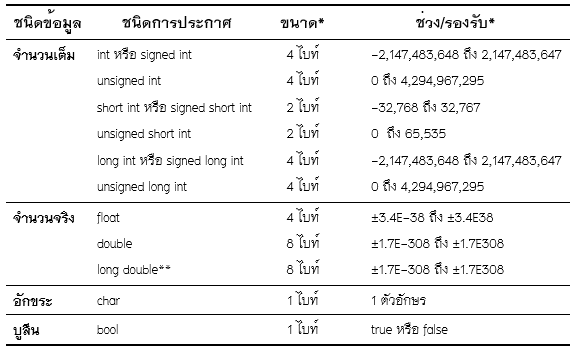 ชนิดข้อมูล ชนิดการประกาศ ขนาด* ช่วง/รองรับ*
จำนวนเต็ม int หรือ signed int 4 ไบท์ –2,147,483,648 ถึง 2,147,483,647
unsigned int 4 ไบท์ 0 ถึง 4,294,967,295
short int หรือ signed short int 2 ไบท์ –32,768 ถึง 32,767
unsigned short int 2 ไบท์ 0 ถึง 65,535
long int หรือ signed long int 4 ไบท์ –2,147,483,648 ถึง 2,147,483,647
unsigned long int 4 ไบท์ 0 ถึง 4,294,967,295
จำนวนจริง float 4 ไบท์ ±3.4E–38 ถึง ±3.4E38
double 8 ไบท์ ±1.7E–308 ถึง ±1.7E308
long double** 8 ไบท์ ±1.7E–308 ถึง ±1.7E308
อักขระ char 1 ไบท์ 1 ตัวอักษร
บูลีน bool 1 ไบท์ true หรือ false